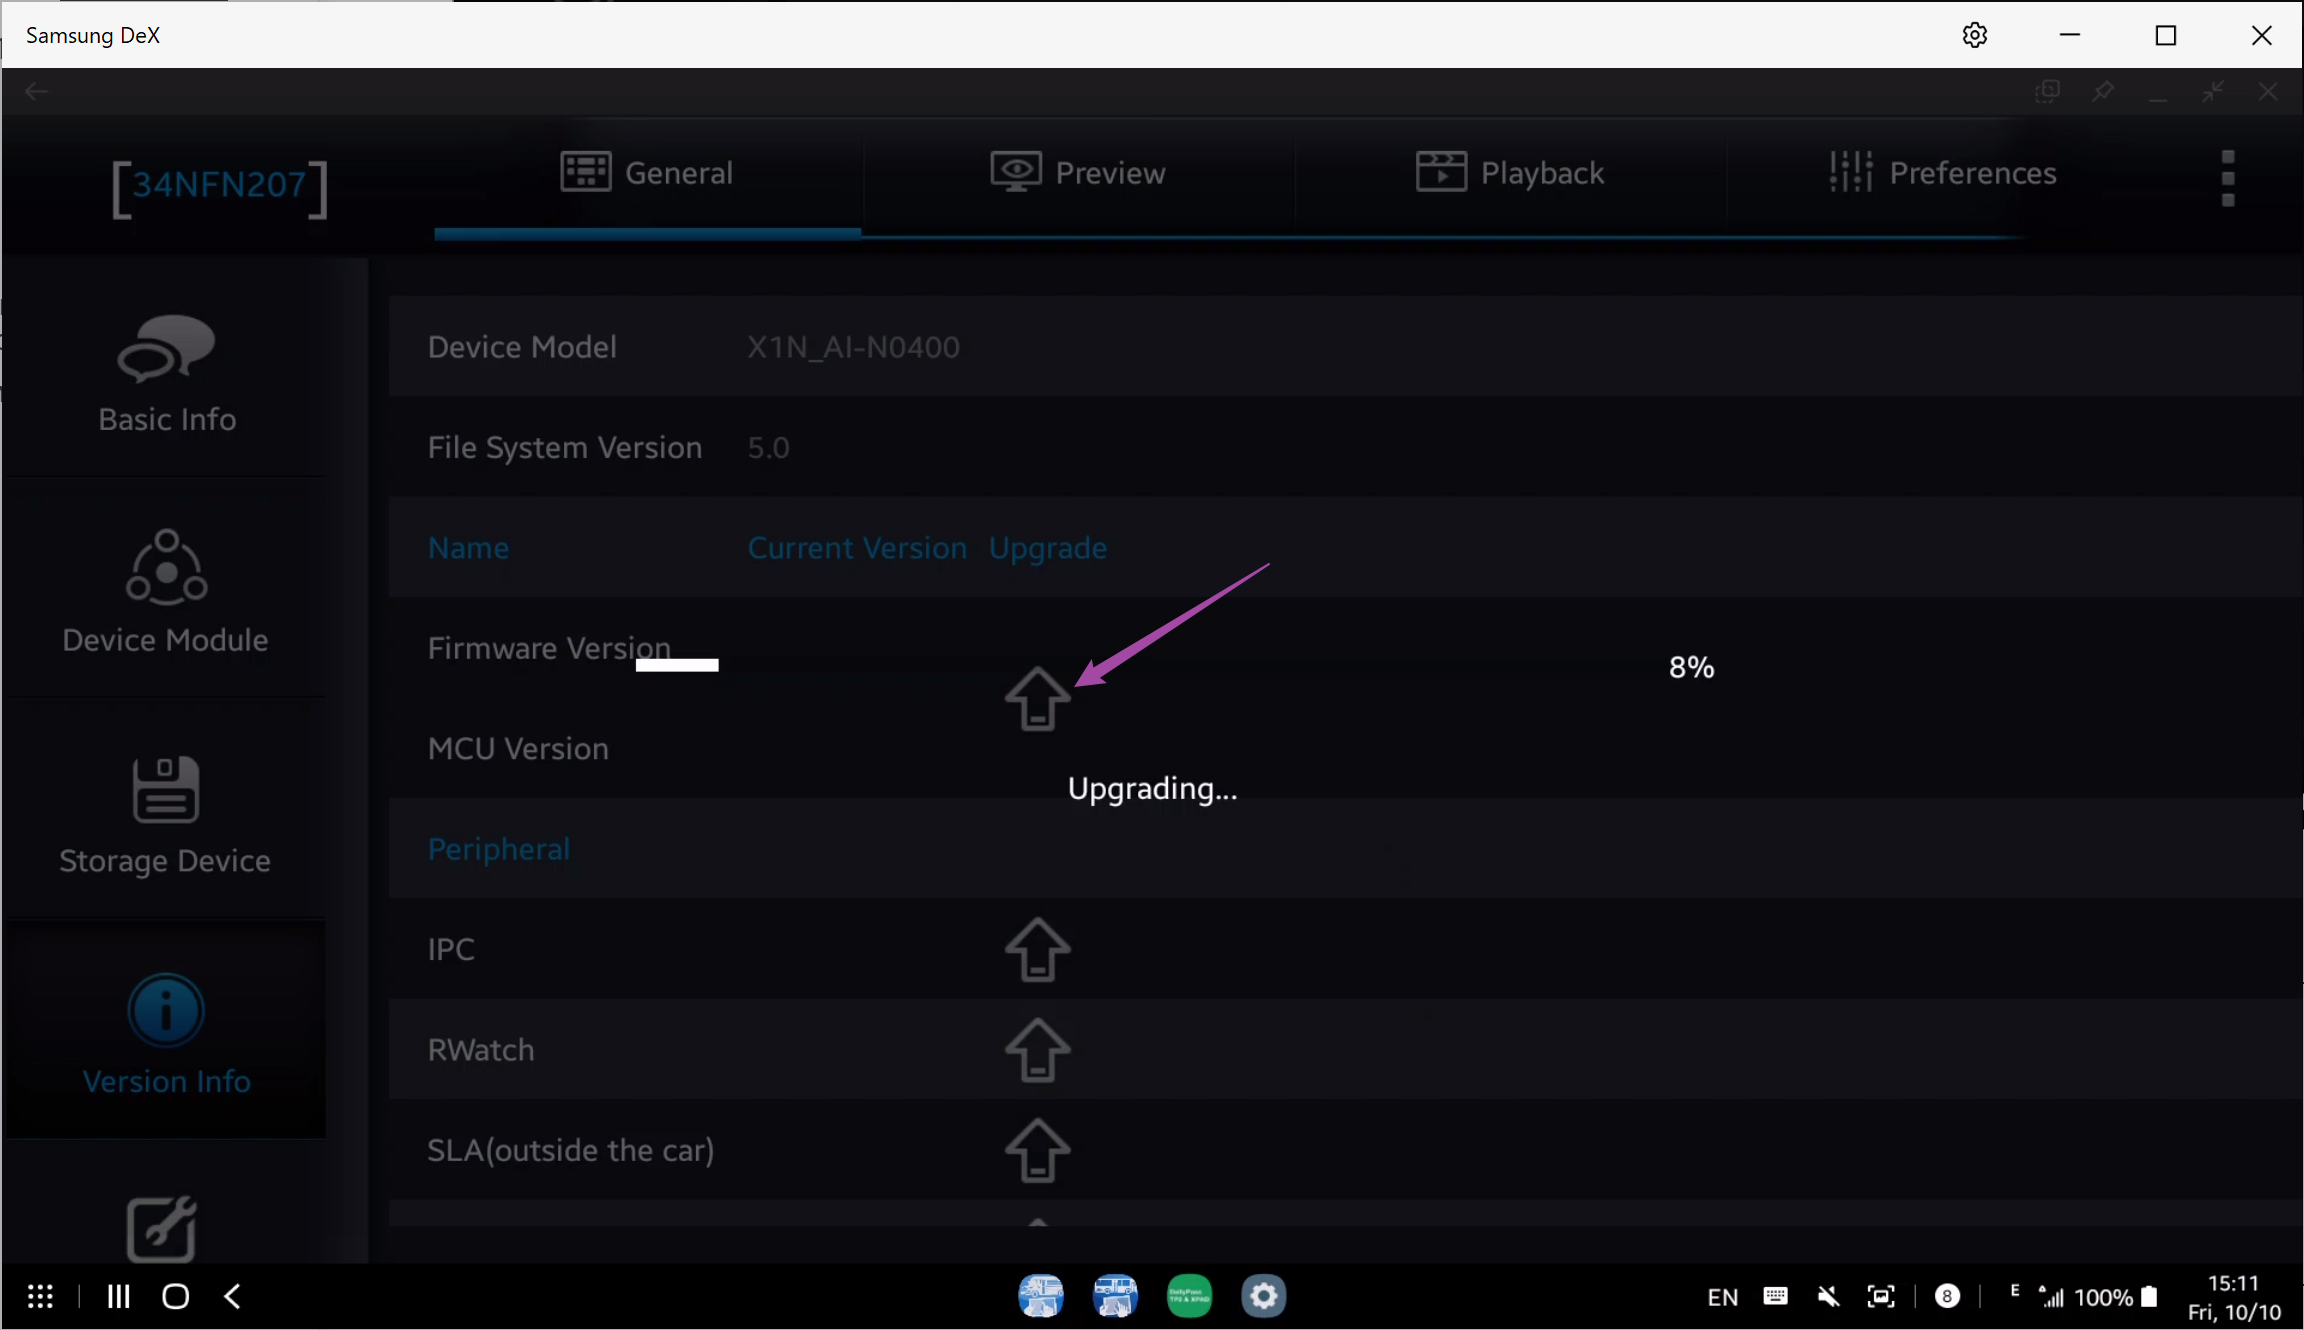 Samsung DeX
[34NFN207]
General
Preview
Playback
Preferences
Basic Info
Device Module
Storage Device
Version Info
Device Model X1N_AI-N0400
File System Version 5.0
Name Current Version Upgrade
Firmware Version
8%
MCU Version
Upgrading...
Peripheral
IPC
RWatch
SLA(outside the car)
EN
8
E
100%
15:11
Fri, 10/10